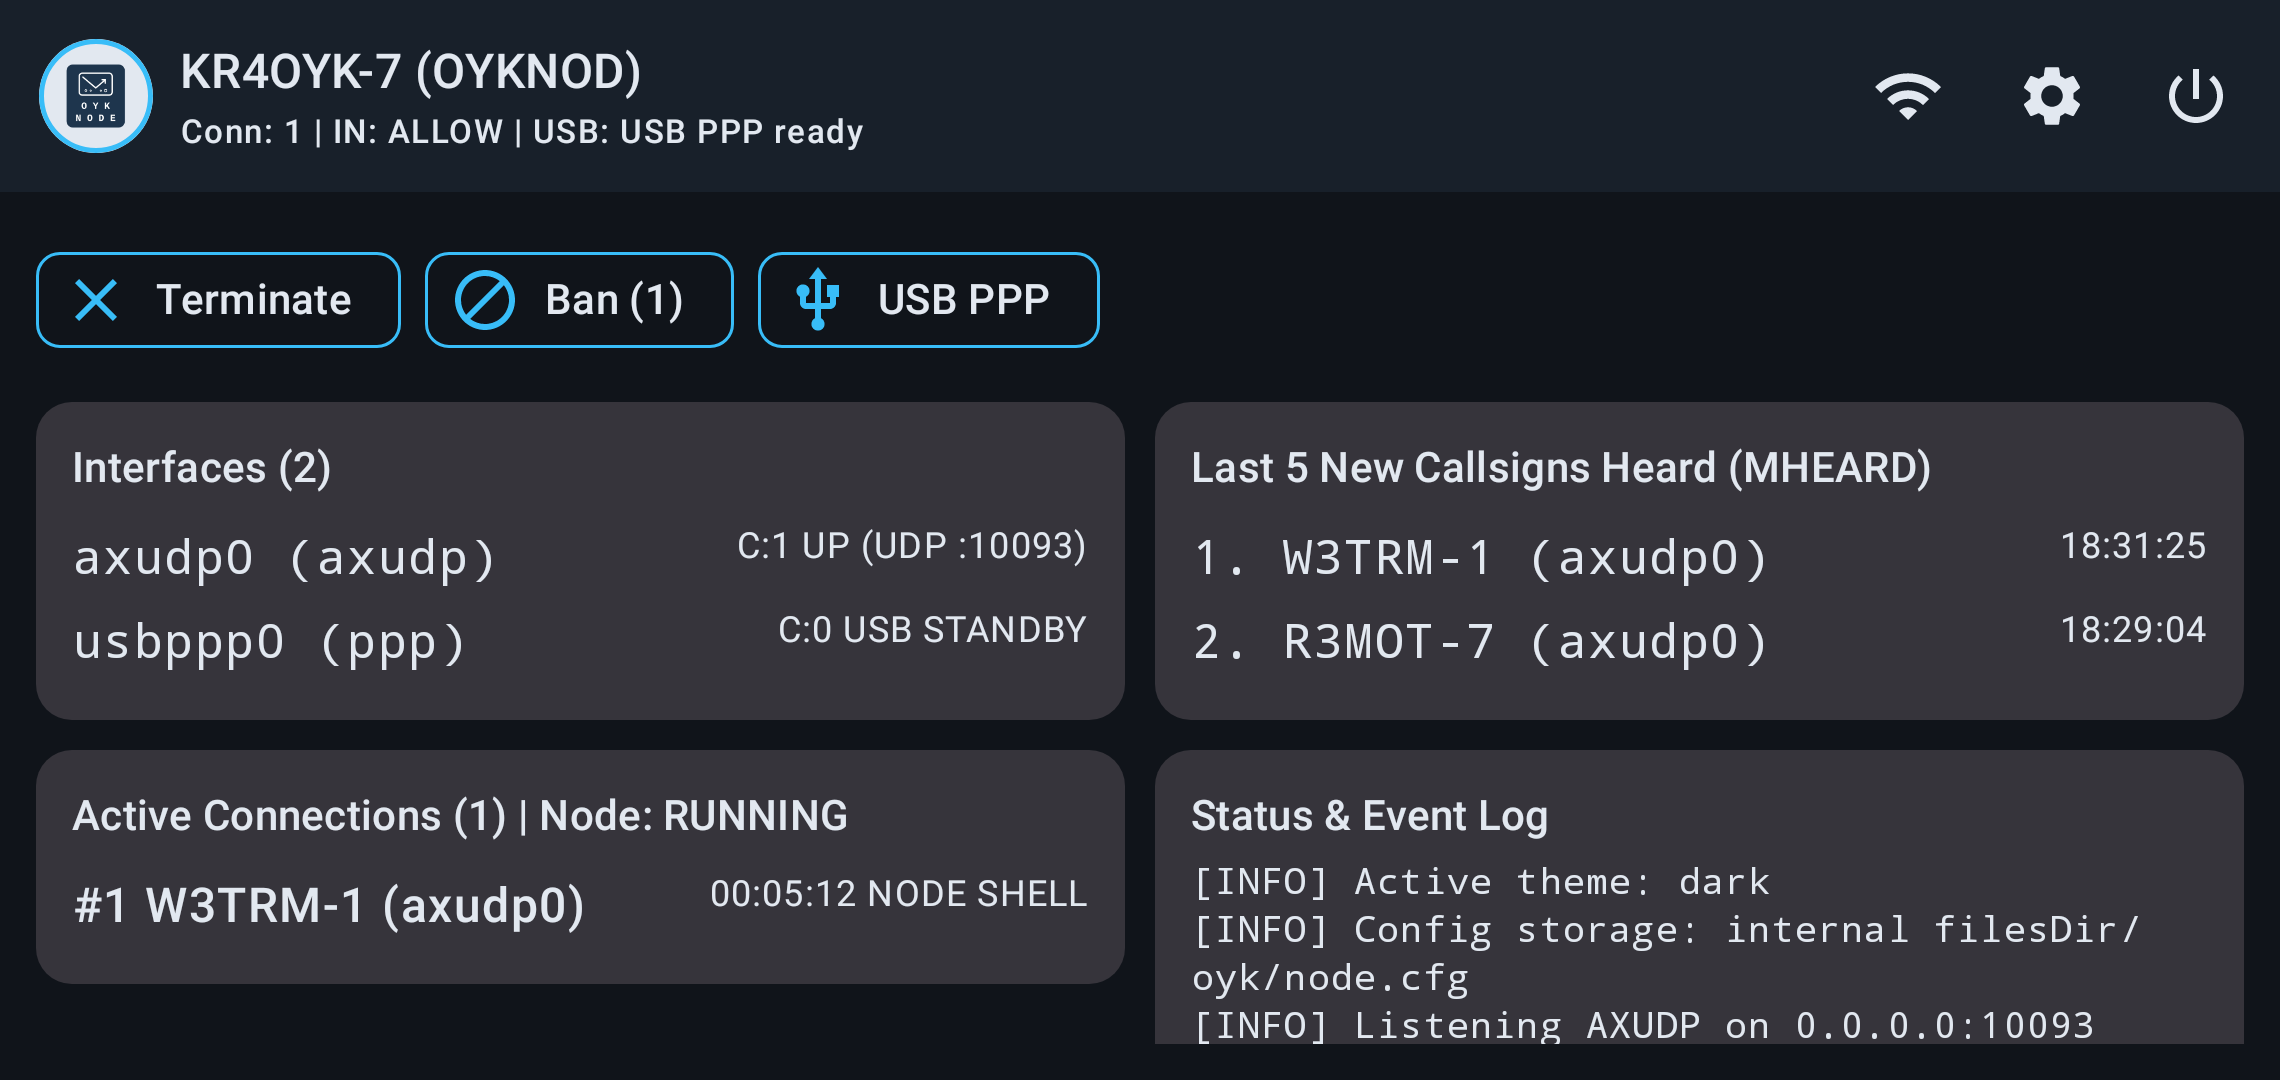 OYK
NODE
KR4OYK-7 (OYKNOD)
Conn: 1 | IN: ALLOW | USB: USB PPP ready
Terminate
Ban (1)
USB PPP
Interfaces (2)
axudp0 (axudp) C:1 UP (UDP :10093)
usbppp0 (ppp) C:0 USB STANDBY
Last 5 New Callsigns Heard (MHEARD)
1. W3TRM-1 (axudp0) 18:31:25
2. R3MOT-7 (axudp0) 18:29:04
Active Connections (1) | Node: RUNNING
#1 W3TRM-1 (axudp0) 00:05:12 NODE SHELL
Status & Event Log
[INFO] Active theme: dark
[INFO] Config storage: internal filesDir/
oyk/node.cfg
[INFO] Listening AXUDP on 0.0.0.0:10093